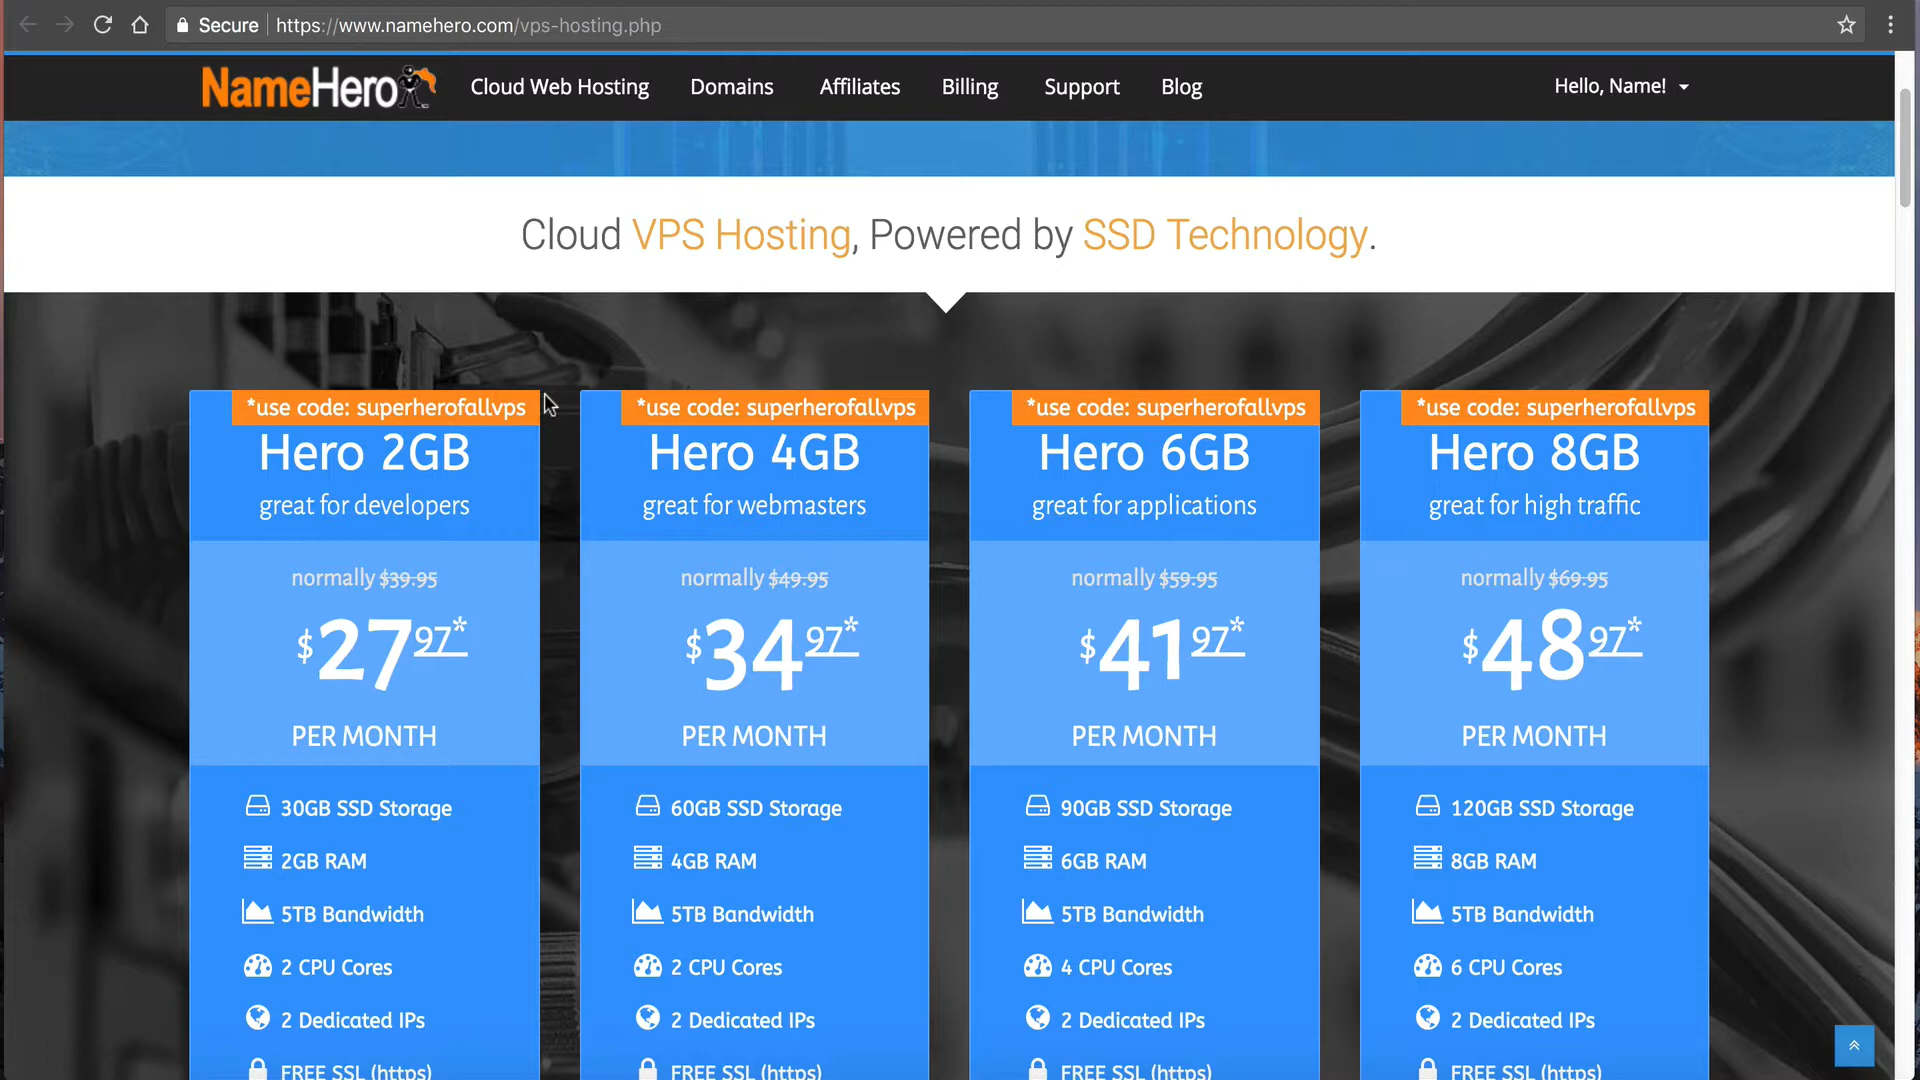 Secure https://www.namehero.com/vps-hosting.php
NameHero Cloud Web Hosting Domains Affiliates Billing Support Blog Hello, Name!
Cloud VPS Hosting, Powered by SSD Technology.
*use code: superherofallvps
Hero 2GB
great for developers
normally $39.95
$27 97*
PER MONTH
30GB SSD Storage
2GB RAM
5TB Bandwidth
2 CPU Cores
2 Dedicated IPs
FREE SSL (https)
*use code: superherofallvps
Hero 4GB
great for webmasters
normally $49.95
$34 97*
PER MONTH
60GB SSD Storage
4GB RAM
5TB Bandwidth
2 CPU Cores
2 Dedicated IPs
FREE SSL (https)
*use code: superherofallvps
Hero 6GB
great for applications
normally $59.95
$41 97*
PER MONTH
90GB SSD Storage
6GB RAM
5TB Bandwidth
4 CPU Cores
2 Dedicated IPs
FREE SSL (https)
*use code: superherofallvps
Hero 8GB
great for high traffic
normally $69.95
$48 97*
PER MONTH
120GB SSD Storage
8GB RAM
5TB Bandwidth
6 CPU Cores
2 Dedicated IPs
FREE SSL (https)